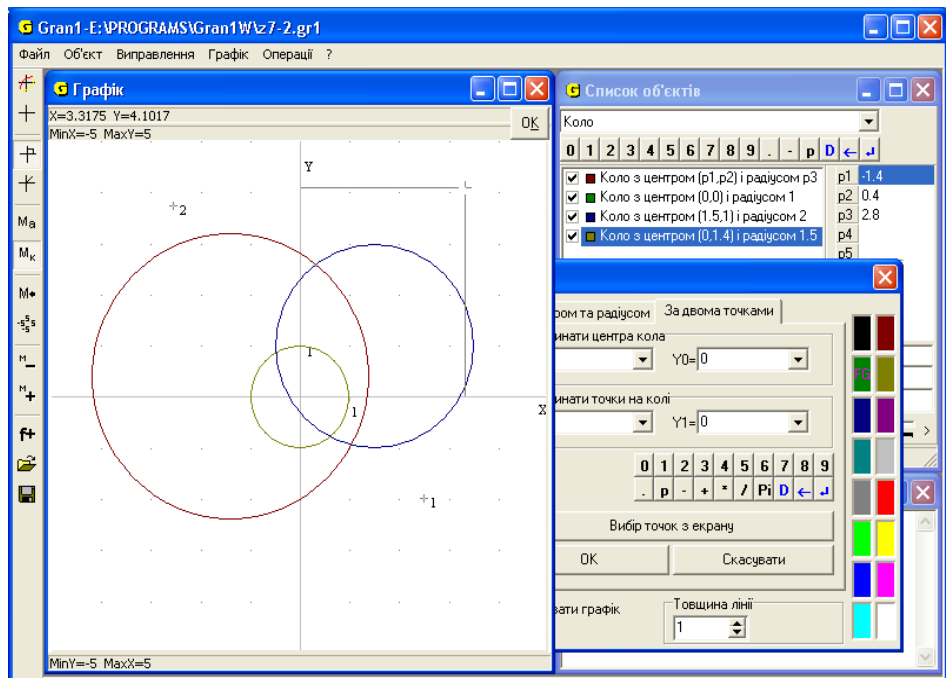 Gran1-E:\PROGRAMS\Gran1W\z7-2.gr1
Файл Об'єкт Виправлення Графік Операції ?
Графік
X=3.3175 Y=4.1017
OK
MinX=-5 MaxY=5
Y
2
1
1
X
1
MinY=-5 MaxX=5
Ma
Мк
M
-5 5 5
M
M
f+
Список об'єктів
Коло
0 1 2 3 4 5 6 7 8 9 . - p D ← ↲
Коло з центром (p1,p2) і радіусом p3
Коло з центром (0,0) і радіусом 1
Коло з центром (1.5,1) і радіусом 2
Коло з центром (0,1.4) і радіусом 1.5
p1 -1.4
p2 0.4
p3 2.8
p4
p5
ром та радіусом За двома точками
инати центра кола
Y0= 0
инати точки на колі
Y1= 0
0 1 2 3 4 5 6 7 8 9
. p - + * / Pi D ← ↲
Вибір точок з екрану
OK Скасувати
вати графік
Товщина лінії
1
FG